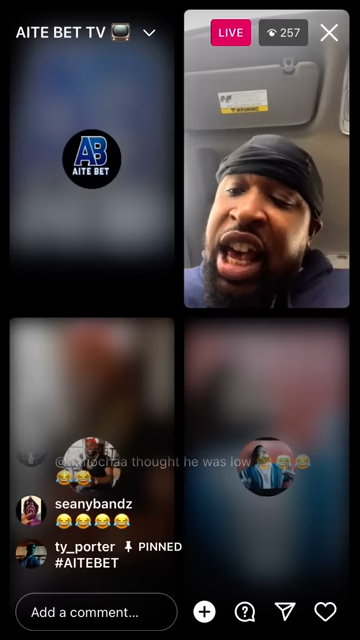 AITE BET TV 📺
LIVE
257
AB
AITE BET
thought he was low
😂😂
seanybandz
😂😂😂😂
ty_porter PINNED
#AITEBET
Add a comment...